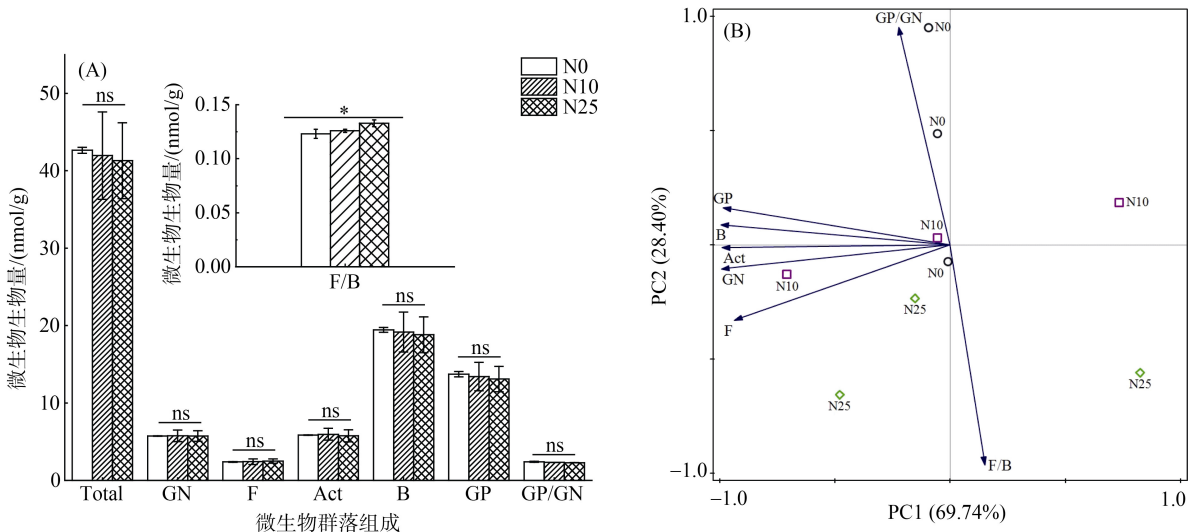 (A)
N0
N10
N25
微生物生物量/(nmol/g)
50
40
30
20
10
0
ns
ns
ns
ns
ns
ns
ns
Total
GN
F
Act
B
GP
GP/GN
微生物群落组成
微生物生物量/(nmol/g)
0.15
0.10
0.05
0.00
*
F/B
(B)
PC2 (28.40%)
1.0
−1.0
GP/GN
N0
N0
N10
N10
GP
B
Act
GN
F
N0
N10
N25
N25
N25
F/B
−1.0
1.0
PC1 (69.74%)